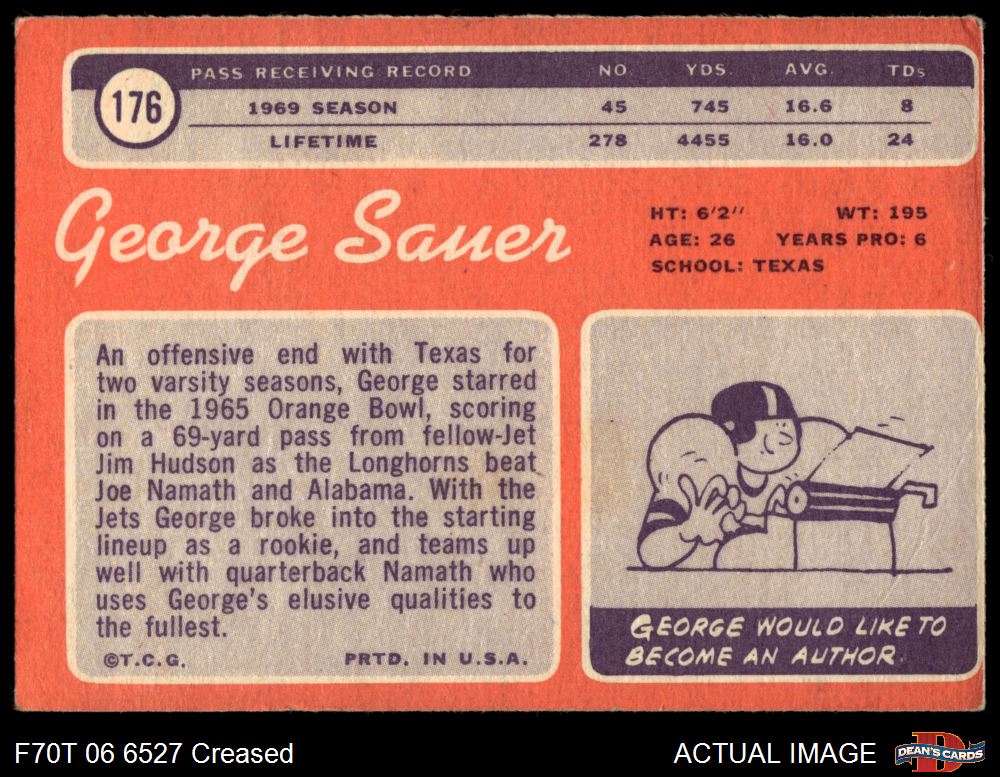 PASS RECEIVING RECORD NO. YDS. AVG. TDs
176
1969 SEASON 45 745 16.6 8
LIFETIME 278 4455 16.0 24
George Sauer
HT: 6'2" WT: 195
AGE: 26 YEARS PRO: 6
SCHOOL: TEXAS
An offensive end with Texas for
two varsity seasons, George starred
in the 1965 Orange Bowl, scoring
on a 69-yard pass from fellow-Jet
Jim Hudson as the Longhorns beat
Joe Namath and Alabama. With the
Jets George broke into the starting
lineup as a rookie, and teams up
well with quarterback Namath who
uses George's elusive qualities to
the fullest.
©T.C.G. PRTD. IN U.S.A.
GEORGE WOULD LIKE TO
BECOME AN AUTHOR.
F70T 06 6527 Creased ACTUAL IMAGE
D
DEAN'S CARDS